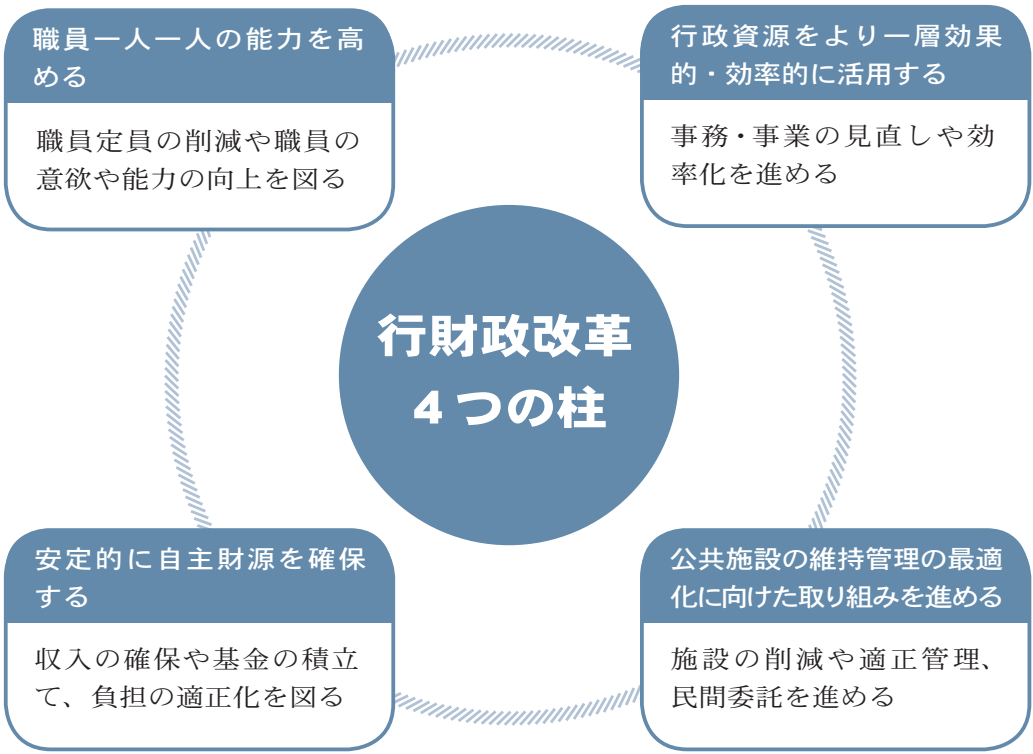 職員一人一人の能力を高
める
職員定員の削減や職員の
意欲や能力の向上を図る
行政資源をより一層効果
的・効率的に活用する
事務・事業の見直しや効
率化を進める
行財政改革
4つの柱
安定的に自主財源を確保
する
収入の確保や基金の積立
て、負担の適正化を図る
公共施設の維持管理の最適
化に向けた取り組みを進める
施設の削減や適正管理、
民間委託を進める